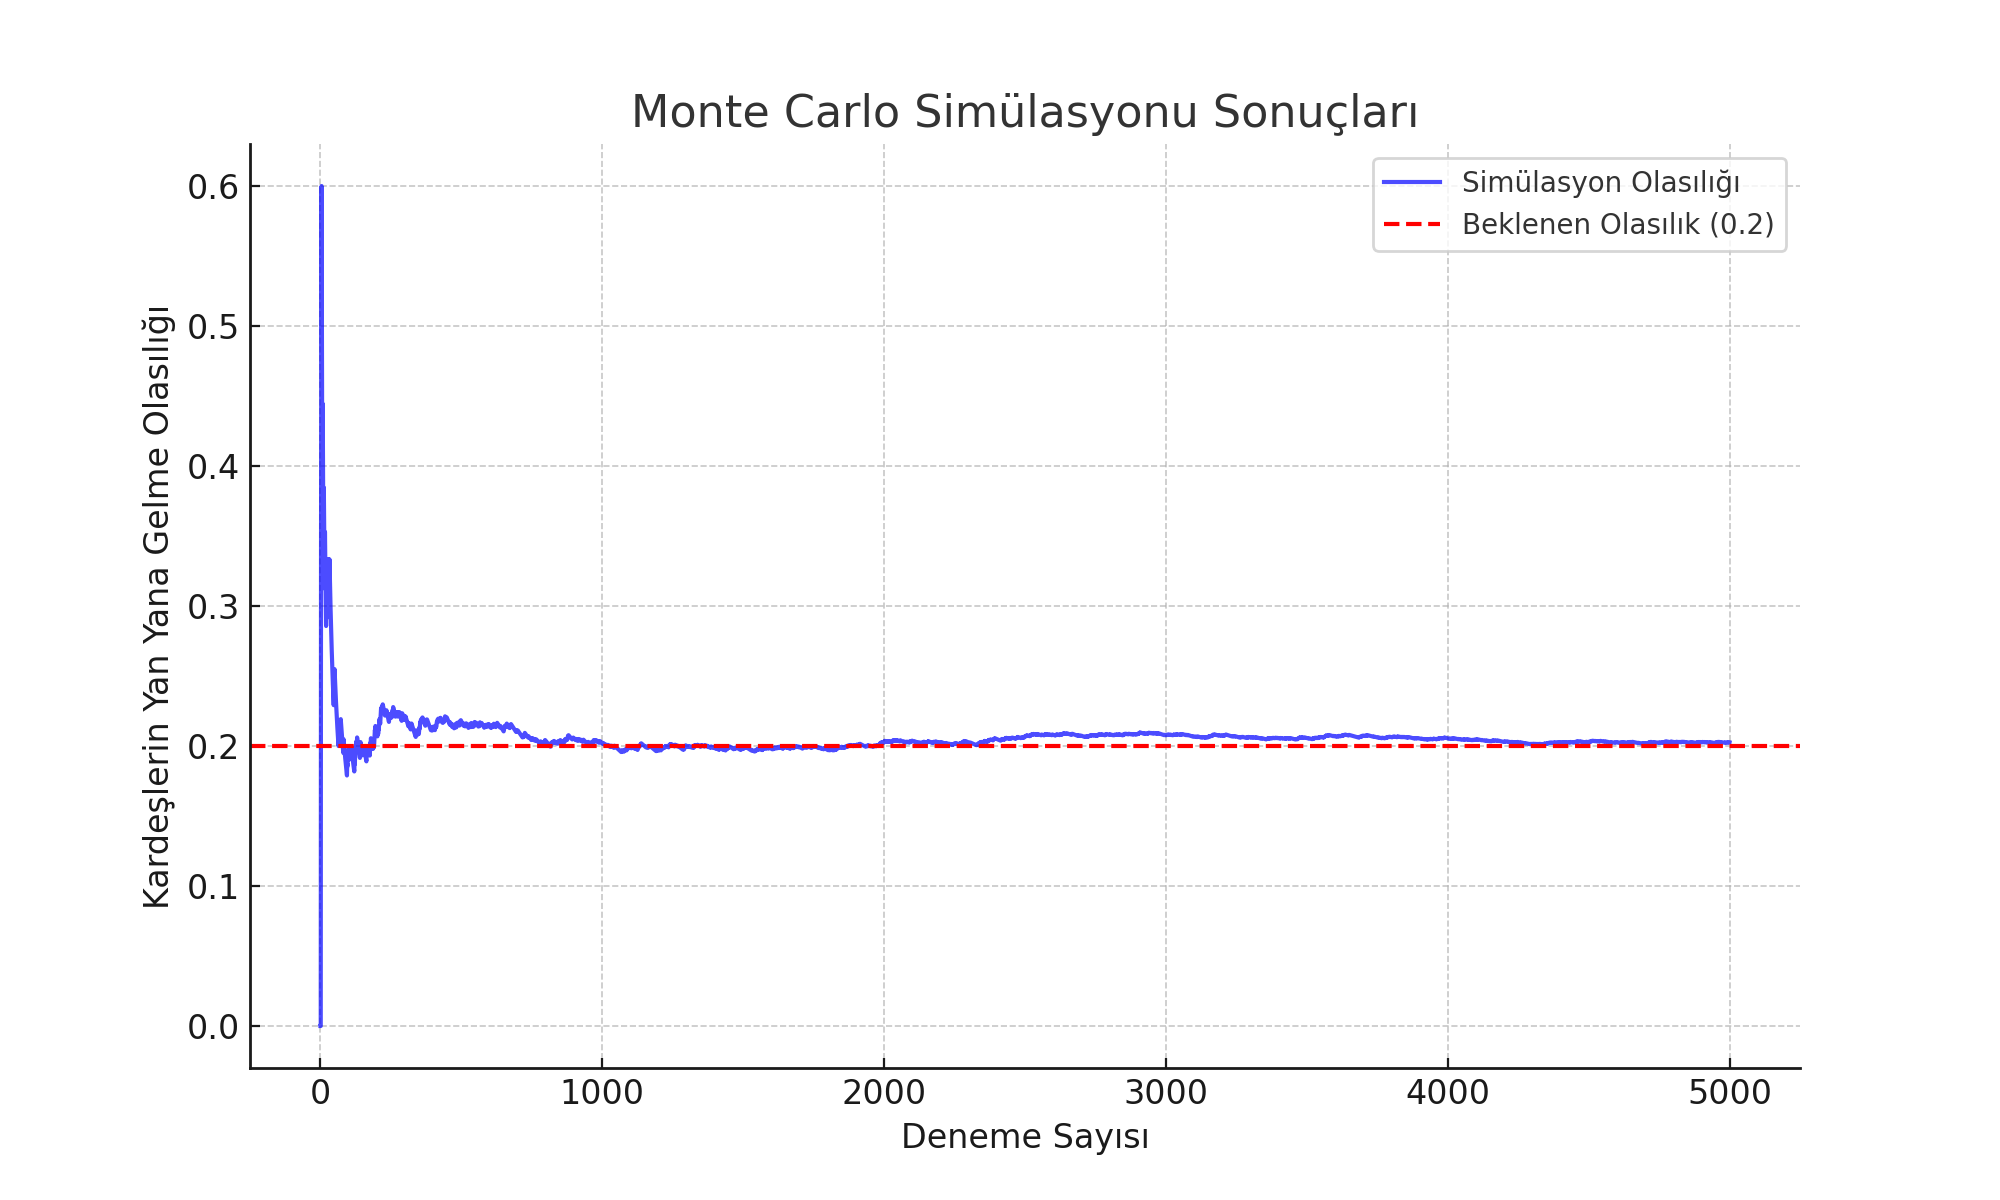 Monte Carlo Simülasyonu Sonuçları
Simülasyon Olasılığı
Beklenen Olasılık (0.2)
Kardeşlerin Yan Yana Gelme Olasılığı
0.6
0.5
0.4
0.3
0.2
0.1
0.0
0 1000 2000 3000 4000 5000
Deneme Sayısı